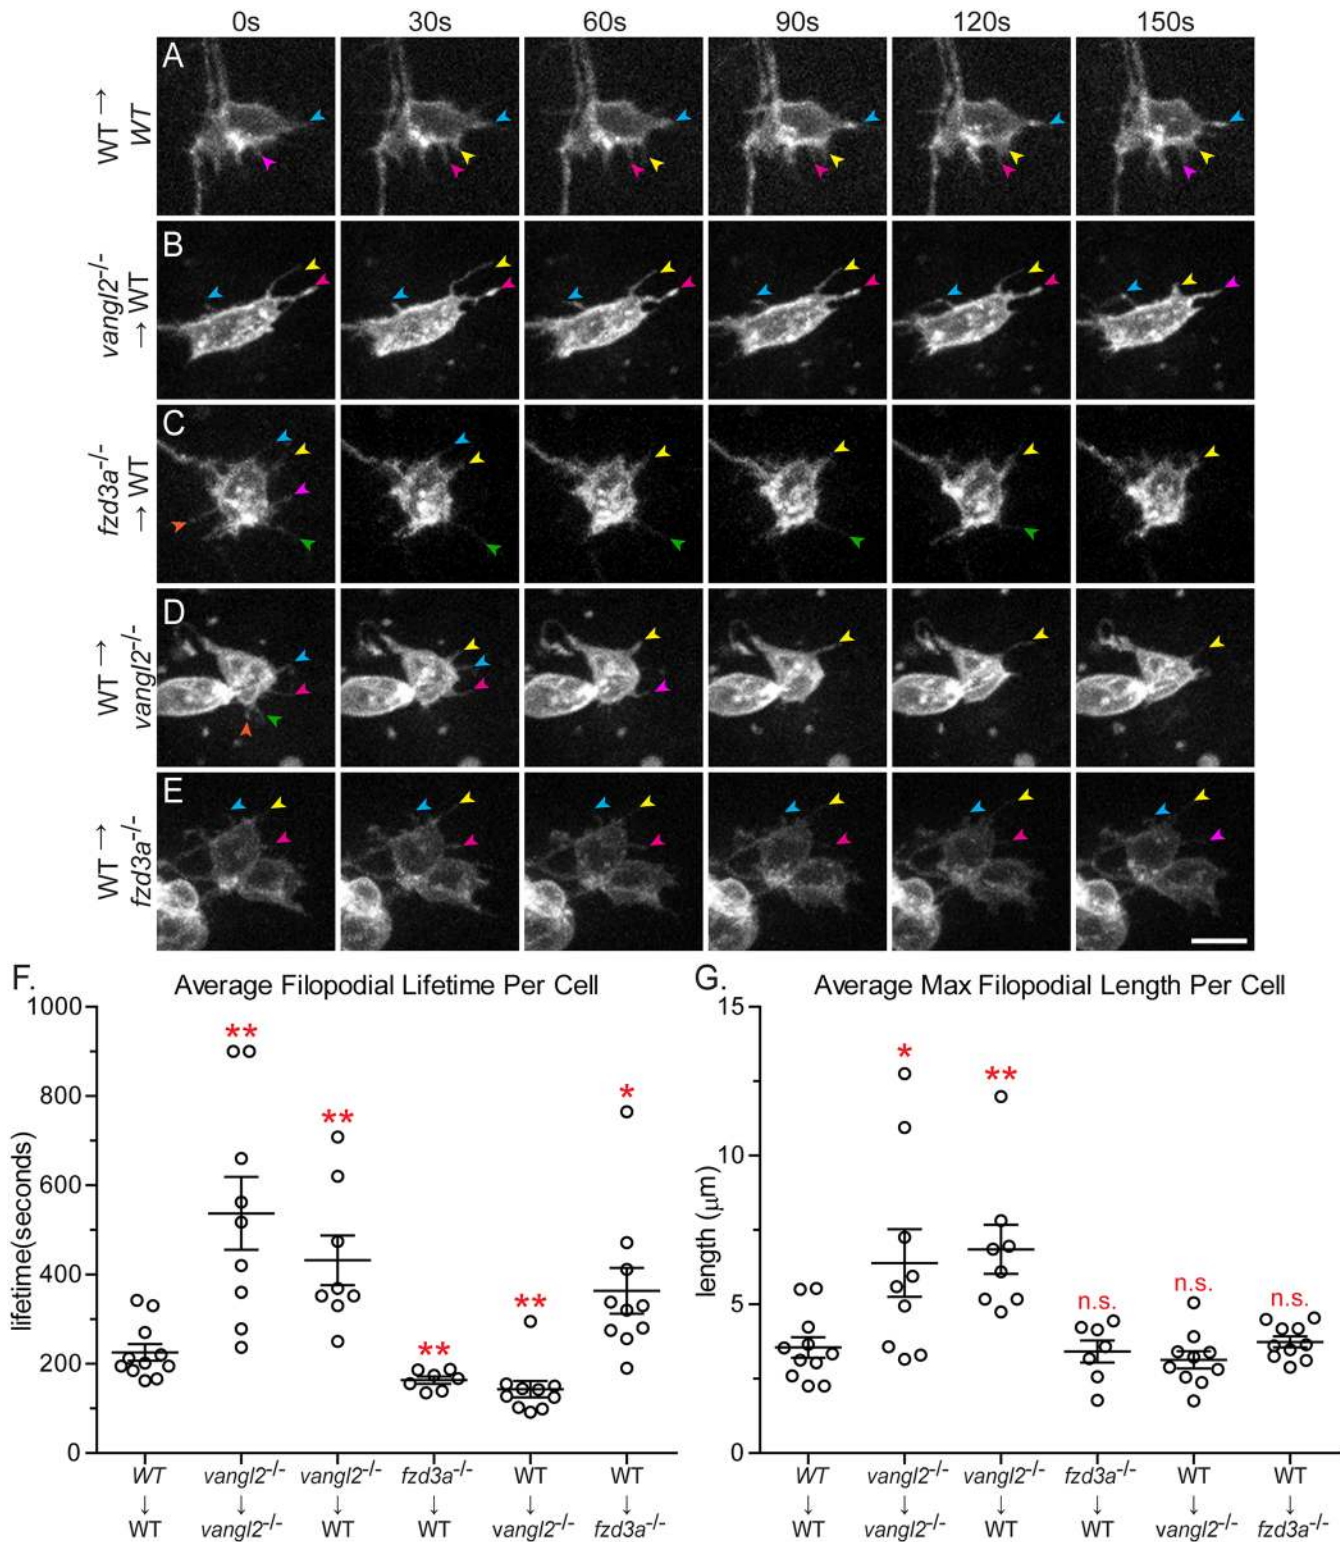 0s 30s 60s 90s 120s 150s
A
WT →
WT
B
vangl2-/-
→ WT
C
fzd3a-/-
→ WT
D
WT →
vangl2-/-
E
WT →
fzd3a-/-
F. Average Filopodial Lifetime Per Cell
1000
800
600
400
200
0
lifetime(seconds)
**
**
**
**
*
WT vangl2-/- vangl2-/- fzd3a-/- WT WT
↓ ↓ ↓ ↓ ↓ ↓
WT vangl2-/- WT WT vangl2-/- fzd3a-/-
G. Average Max Filopodial Length Per Cell
15
10
5
0
length (μm)
*
**
n.s.
n.s.
n.s.
WT vangl2-/- vangl2-/- fzd3a-/- WT WT
↓ ↓ ↓ ↓ ↓ ↓
WT vangl2-/- WT WT vangl2-/- fzd3a-/-